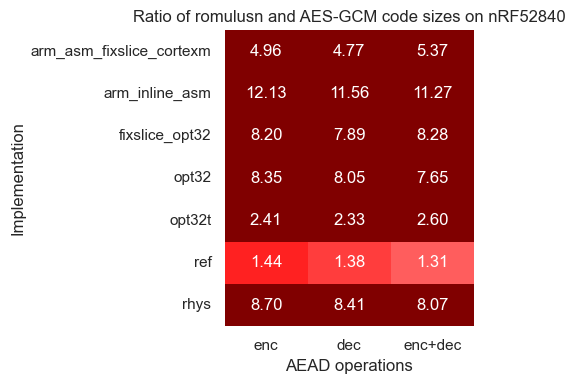 Ratio of romulusn and AES-GCM code sizes on nRF52840
Implementation
arm_asm_fixslice_cortexm 4.96 4.77 5.37
arm_inline_asm 12.13 11.56 11.27
fixslice_opt32 8.20 7.89 8.28
opt32 8.35 8.05 7.65
opt32t 2.41 2.33 2.60
ref 1.44 1.38 1.31
rhys 8.70 8.41 8.07
enc dec enc+dec
AEAD operations